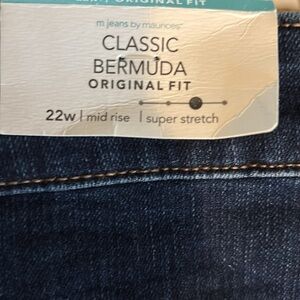 ORIGINAL FIT
m jeans by maurices
CLASSIC
BERMUDA
ORIGINAL FIT
22w | mid rise | super stretch